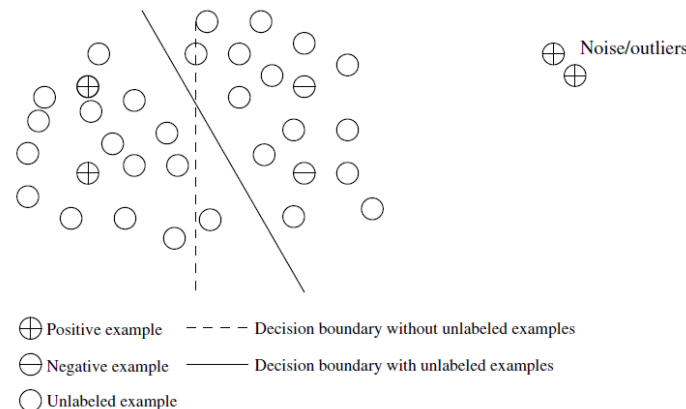 Noise/outliers
Positive example
Decision boundary without unlabeled examples
Negative example
Decision boundary with unlabeled examples
Unlabeled example